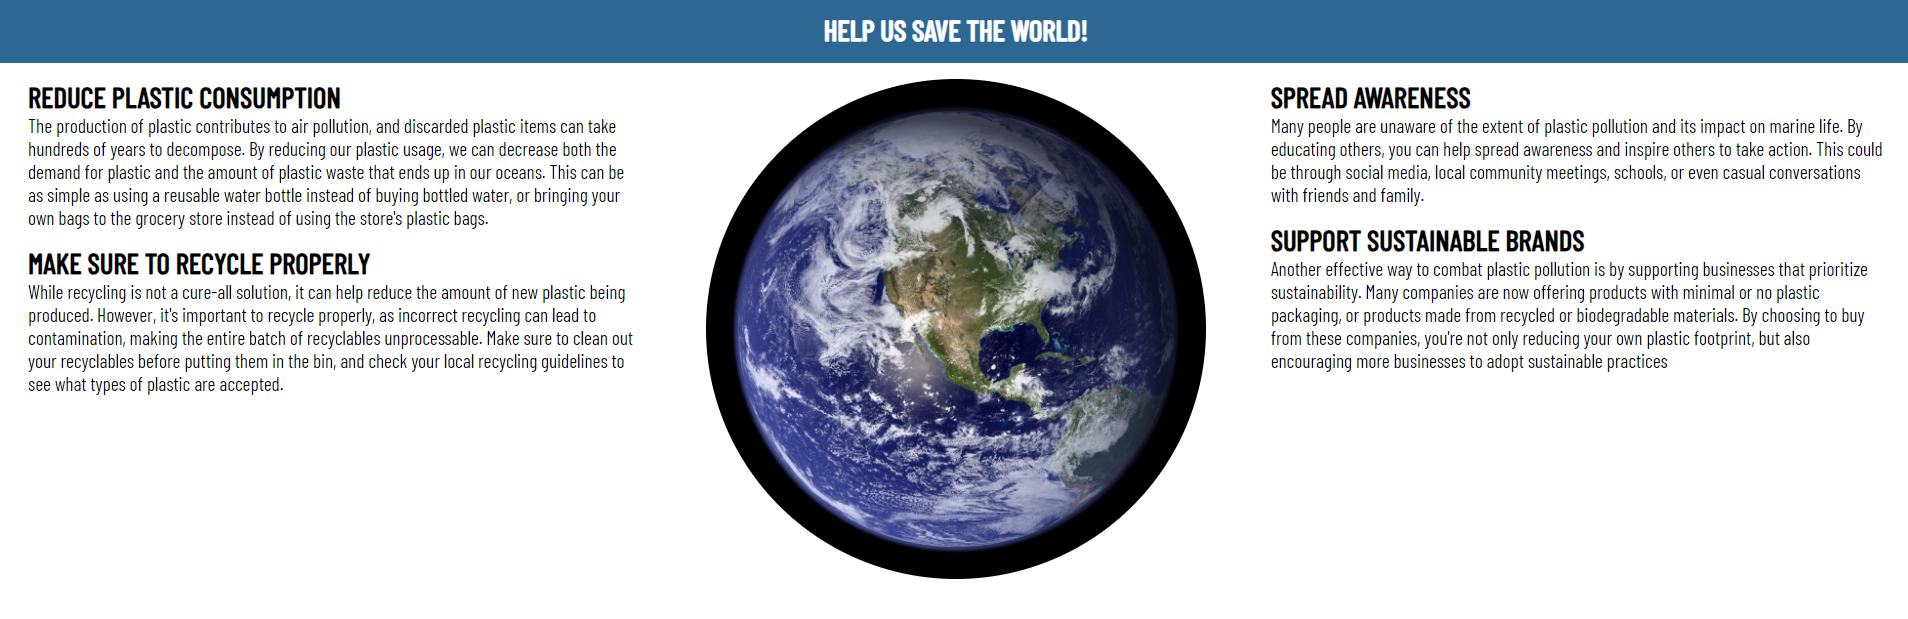 HELP US SAVE THE WORLD!
REDUCE PLASTIC CONSUMPTION
The production of plastic contributes to air pollution, and discarded plastic items can take
hundreds of years to decompose. By reducing our plastic usage, we can decrease both the
demand for plastic and the amount of plastic waste that ends up in our oceans. This can be
as simple as using a reusable water bottle instead of buying bottled water, or bringing your
own bags to the grocery store instead of using the store's plastic bags.
MAKE SURE TO RECYCLE PROPERLY
While recycling is not a cure-all solution, it can help reduce the amount of new plastic being
produced. However, it's important to recycle properly, as incorrect recycling can lead to
contamination, making the entire batch of recyclables unprocessable. Make sure to clean out
your recyclables before putting them in the bin, and check your local recycling guidelines to
see what types of plastic are accepted.
SPREAD AWARENESS
Many people are unaware of the extent of plastic pollution and its impact on marine life. By
educating others, you can help spread awareness and inspire others to take action. This could
be through social media, local community meetings, schools, or even casual conversations
with friends and family.
SUPPORT SUSTAINABLE BRANDS
Another effective way to combat plastic pollution is by supporting businesses that prioritize
sustainability. Many companies are now offering products with minimal or no plastic
packaging, or products made from recycled or biodegradable materials. By choosing to buy
from these companies, you're not only reducing your own plastic footprint, but also
encouraging more businesses to adopt sustainable practices